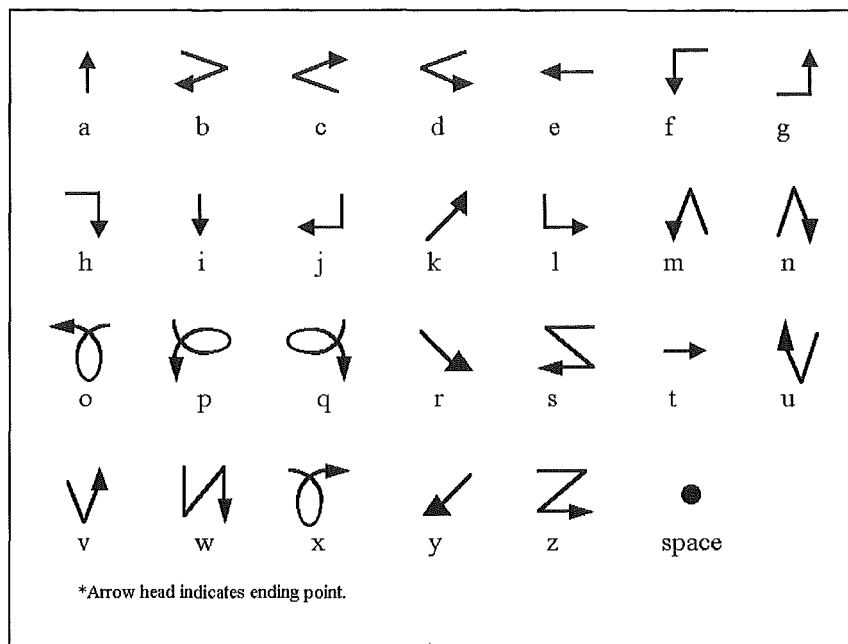 a b c d e f g
h i j k l m n
o p q r s t u
v w x y z space
*Arrow head indicates ending point.